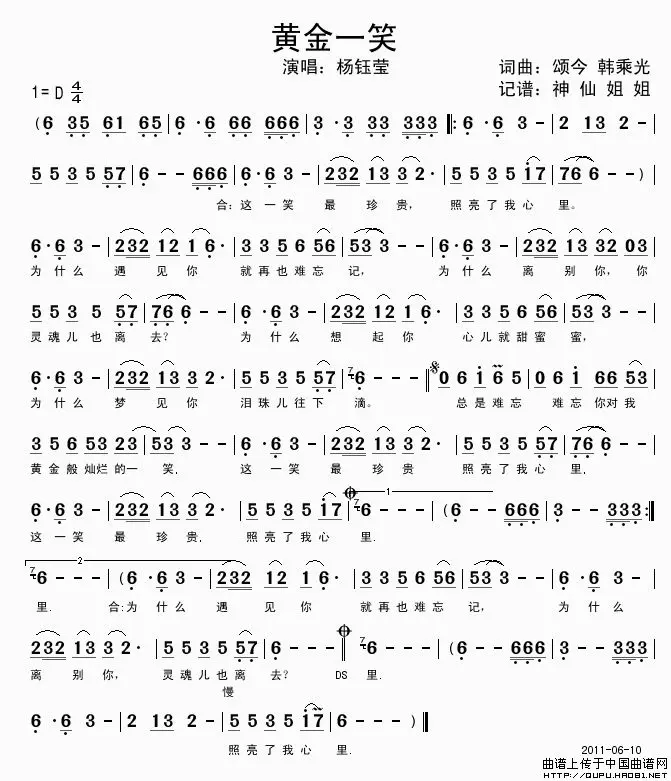 黄金一笑
演唱：杨钰莹
词曲：颂今 韩乘光
1=D 4/4
记谱：神仙姐姐
(6 35 61 65 | 6·6 66 666 | 3·3 33 333 |: 6·6 3 - | 2 13 2 - |
5 5 3 5 57 | 6 - - 666 | 6·6 3 - | 232 13 3 2· | 5 5 3 5 17 | 766 - - ) |
合：这一笑 最 珍贵， 照亮了我心里。
6·6 3 - | 232 12 1 6· | 3 3 5 6 56 | 53 3 - - | 6·6 3 - | 232 13 32 03 |
为什么 遇见你 就再也难忘记， 为什么 离别你，你
5 5 3 5 57 | 766 - - | 6·6 3 - | 232 12 1 6· | 3 3 5 6 56 | 53 3 - - |
灵魂儿也离去？ 为什么 想起你 心儿就甜蜜蜜，
6·6 3 - | 232 13 3 2· | 5 5 3 5 57 | 6 - - - || 0 6 1 6 5 | 0 6 1 66 53 |
为什么 梦见你 泪珠儿往下滴。 总是难忘 难忘你对我
3 5 6 53 23 | 53 3 - - | 6·6 3 - | 232 13 3 2· | 5 5 3 5 57 | 766 - - |
黄金般灿烂的一笑， 这一笑 最珍贵 照亮了我心里，
6·6 3 - | 232 13 3 2· | 5 5 3 5 17 | 6 - - - | (6 - - 666 | 3 - - 333 :|
这一笑 最珍贵， 照亮了我心里.
6 - - - | (6·6 3 - | 232 12 1 6· | 3 3 5 6 56 | 53 3 - - | 6·6 3 - |
里. 合:为什么 遇见你 就再也难忘记， 为什么
232 13 3 2· | 5 5 3 5 57 | 6 - - - || 6 - - - | (6 - - 666 | 3 - - 333 |
离别你， 灵魂儿也离去？ DS 里.
慢
6·6 3 - | 2 13 2 - | 5 5 3 5 17 | 6 - - - ) ||
照亮了我心里.
2011-06-10
曲谱上传于中国曲谱网